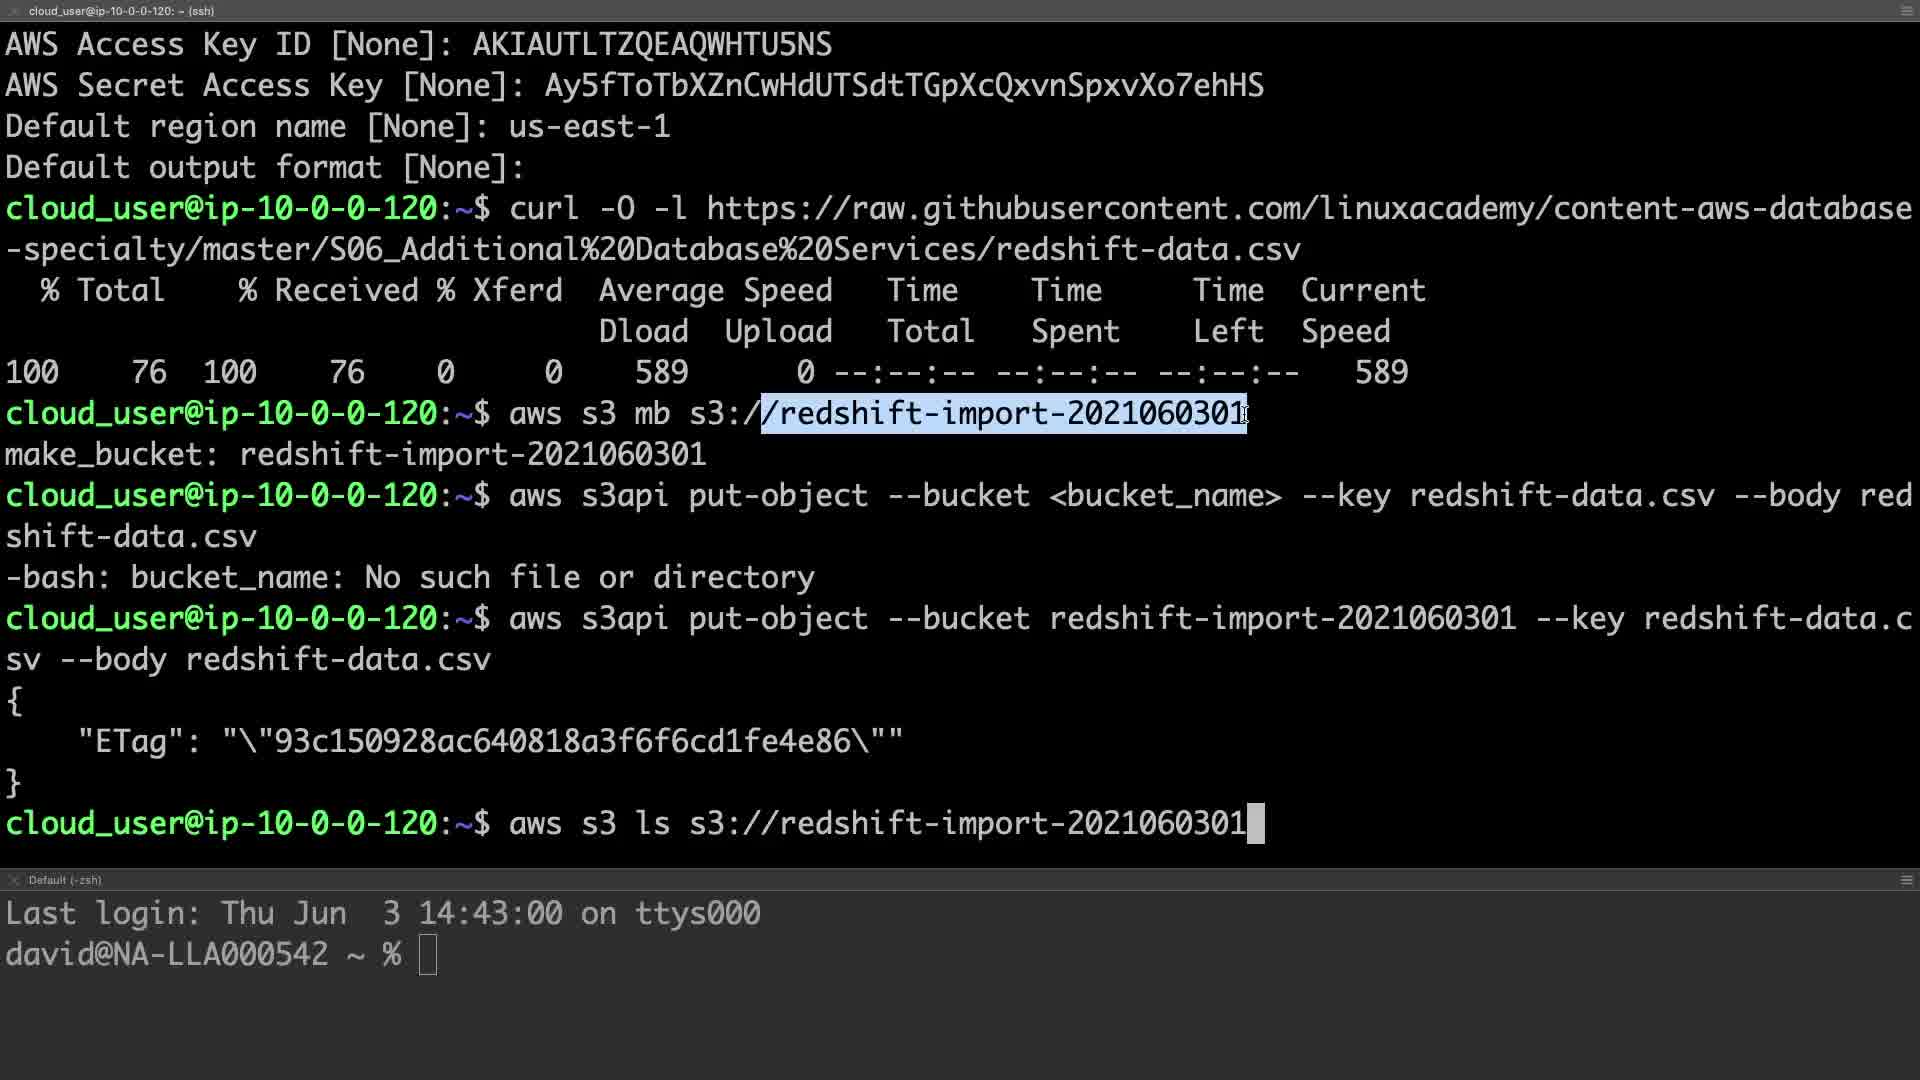 cloud_user@ip-10-0-0-120: ~ (ssh)
AWS Access Key ID [None]: AKIAUTLTZQEAQWHTU5NS
AWS Secret Access Key [None]: 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
Default region name [None]: us-east-1
Default output format [None]:
cloud_user@ip-10-0-0-120:~$ curl -O -l https://raw.githubusercontent.com/linuxacademy/content-aws-database
-specialty/master/S06_Additional%20Database%20Services/redshift-data.csv
% Total % Received % Xferd Average Speed Time Time Time Current
Dload Upload Total Spent Left Speed
100 76 100 76 0 0 589 0 --:--:-- --:--:-- --:--:-- 589
cloud_user@ip-10-0-0-120:~$ aws s3 mb s3://redshift-import-2021060301
make_bucket: redshift-import-2021060301
cloud_user@ip-10-0-0-120:~$ aws s3api put-object --bucket <bucket_name> --key redshift-data.csv --body red
shift-data.csv
-bash: bucket_name: No such file or directory
cloud_user@ip-10-0-0-120:~$ aws s3api put-object --bucket redshift-import-2021060301 --key redshift-data.c
sv --body redshift-data.csv
{
"ETag": "\"93c150928ac640818a3f6f6cd1fe4e86\""
}
cloud_user@ip-10-0-0-120:~$ aws s3 ls s3://redshift-import-2021060301
Default (-zsh)
Last login: Thu Jun 3 14:43:00 on ttys000
david@NA-LLA000542 ~ %